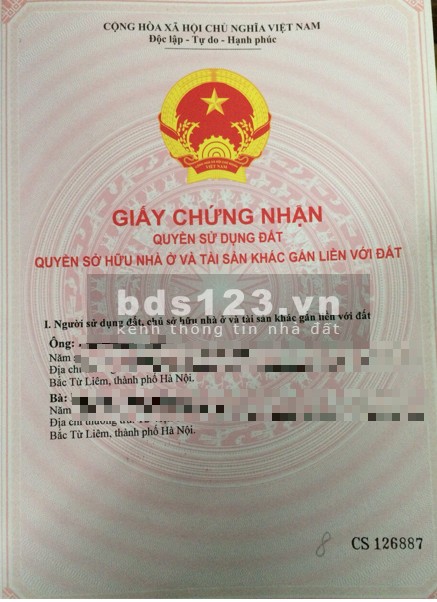 CỘNG HÒA XÃ HỘI CHỦ NGHĨA VIỆT NAM
Độc lập - Tự do - Hạnh phúc
VIỆT NAM
GIẤY CHỨNG NHẬN
QUYỀN SỬ DỤNG ĐẤT
QUYỀN SỞ HỮU NHÀ Ở VÀ TÀI SẢN KHÁC GẮN LIỀN VỚI ĐẤT
bds123.vn
kênh thông tin nhà đất
I. Người sử dụng đất, chủ sở hữu nhà ở và tài sản khác gắn liền với đất
Ông:
Năm
Địa chỉ
Bắc Từ Liêm, thành phố Hà Nội.
Bà:
Năm
Địa chỉ thường trú:
Bắc Từ Liêm, thành phố Hà Nội.
8
CS 126887